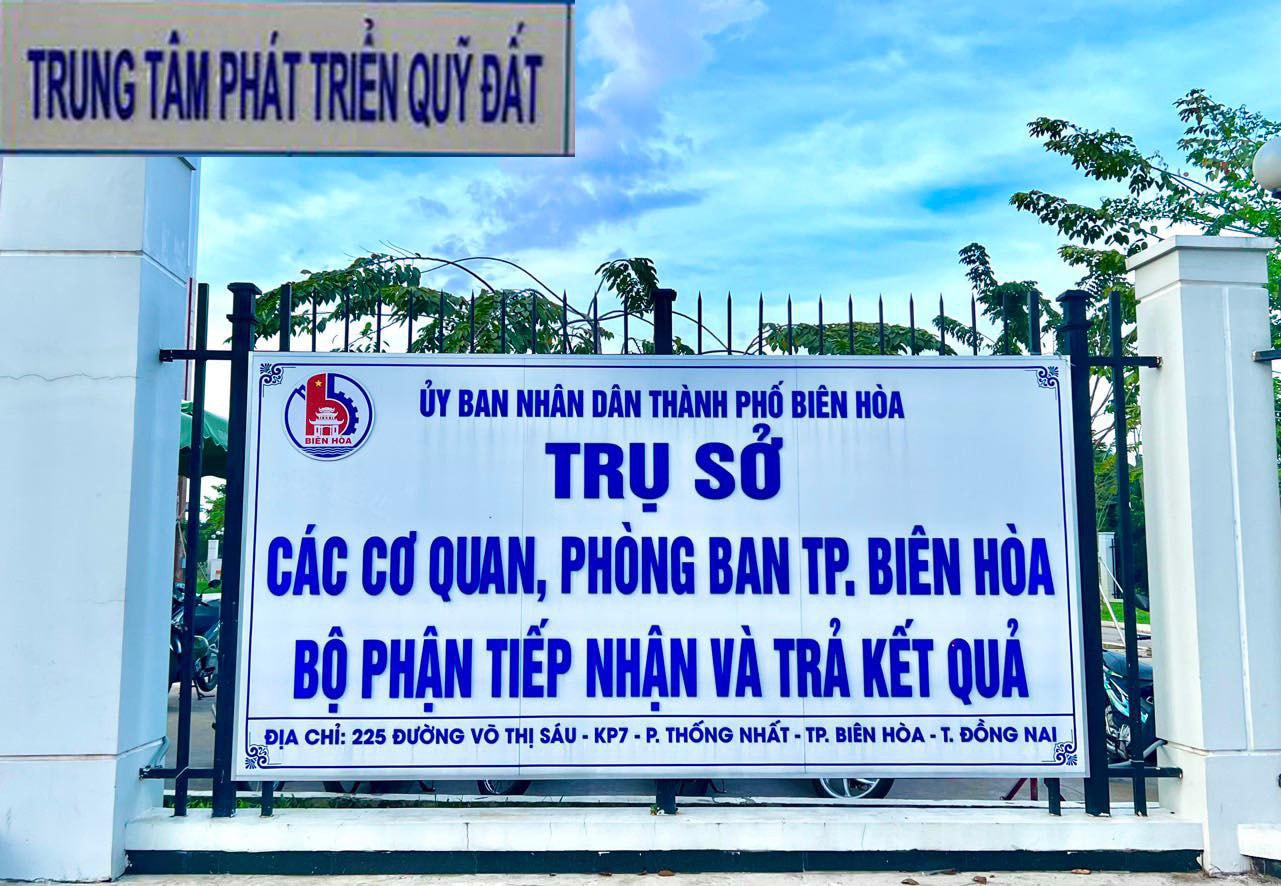 TRUNG TÂM PHÁT TRIỂN QUỸ ĐẤT
BIÊN HÒA
ỦY BAN NHÂN DÂN THÀNH PHỐ BIÊN HÒA
TRỤ SỞ
CÁC CƠ QUAN, PHÒNG BAN TP. BIÊN HÒA
BỘ PHẬN TIẾP NHẬN VÀ TRẢ KẾT QUẢ
ĐỊA CHỈ: 225 ĐƯỜNG VÕ THỊ SÁU - KP7 - P. THỐNG NHẤT - TP. BIÊN HÒA - T. ĐỒNG NAI